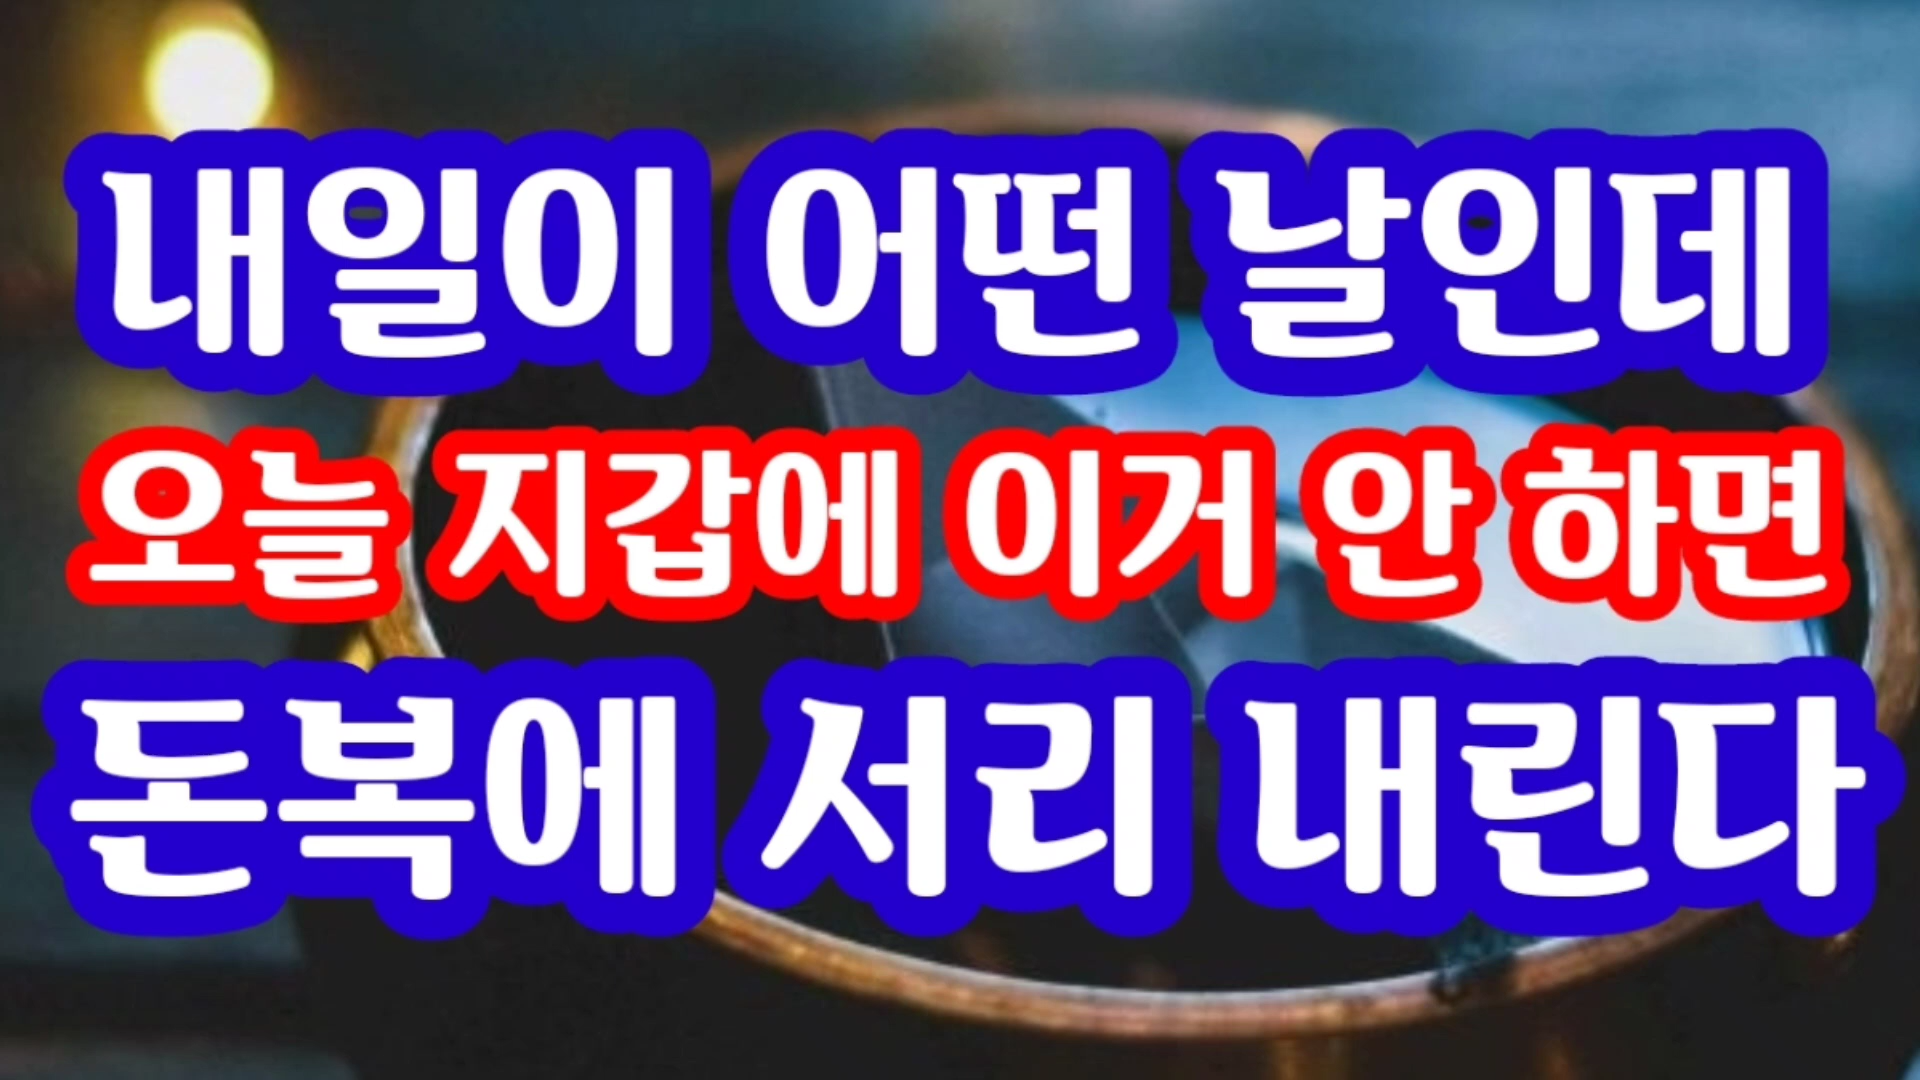 내일이 어떤 날인데
오늘 지갑에 이거 안 하면
돈복에 서리 내린다